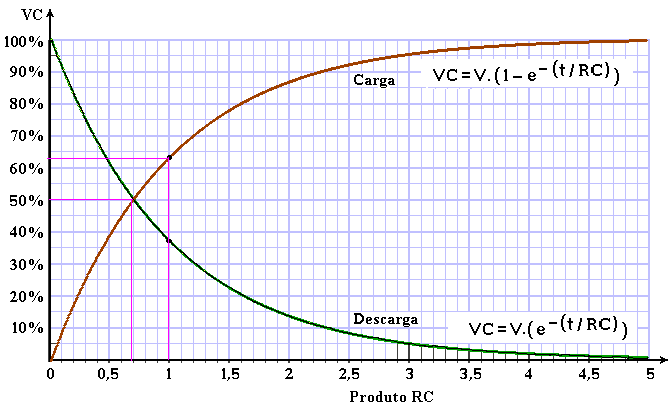 VC
100%
90%
Carga
VC=V.(1-e-(t/RC))
80%
70%
60%
50%
40%
30%
20%
10%
Descarga
VC=V.(e-(t/RC))
0 0,5 1 1,5 2 2,5 3 3,5 4 4,5 5
Produto RC